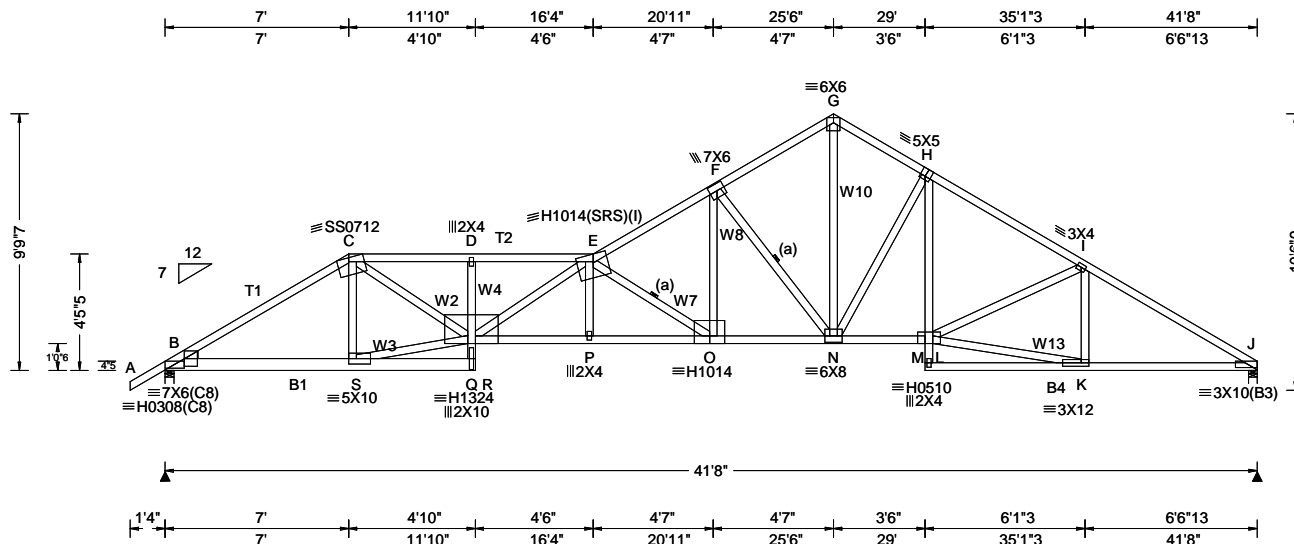 7' 11'10" 16'4" 20'11" 25'6" 29' 35'1"3 41'8"
7' 4'10" 4'6" 4'7" 4'7" 3'6" 6'1"3 6'6"13
≡6X6
G
≡5X5
H
7X6
F
W10
9'9"7
≡SS0712
C
|||2X4
D
T2
≡H1014(SRS)(I)
E
W8
(a)
≡3X4
I
12
7
4'5"5
T1
W2
W4
(a)
W7
B
W3
W13
J
1'0"6
4"5
A
P
|||2X4
O
≡H1014
N
≡6X8
M L
≡H0510
|||2X4
B4 K
≡3X12
≡3X10(B3)
≡7X6(C8)
≡H0308(C8)
B1
S
≡5X10
Q R
≡H1324
|||2X10
41'8"
1'4" 7' 4'10" 4'6" 4'7" 4'7" 3'6" 6'1"3 6'6"13
7' 11'10" 16'4" 20'11" 25'6" 29' 35'1"3 41'8"